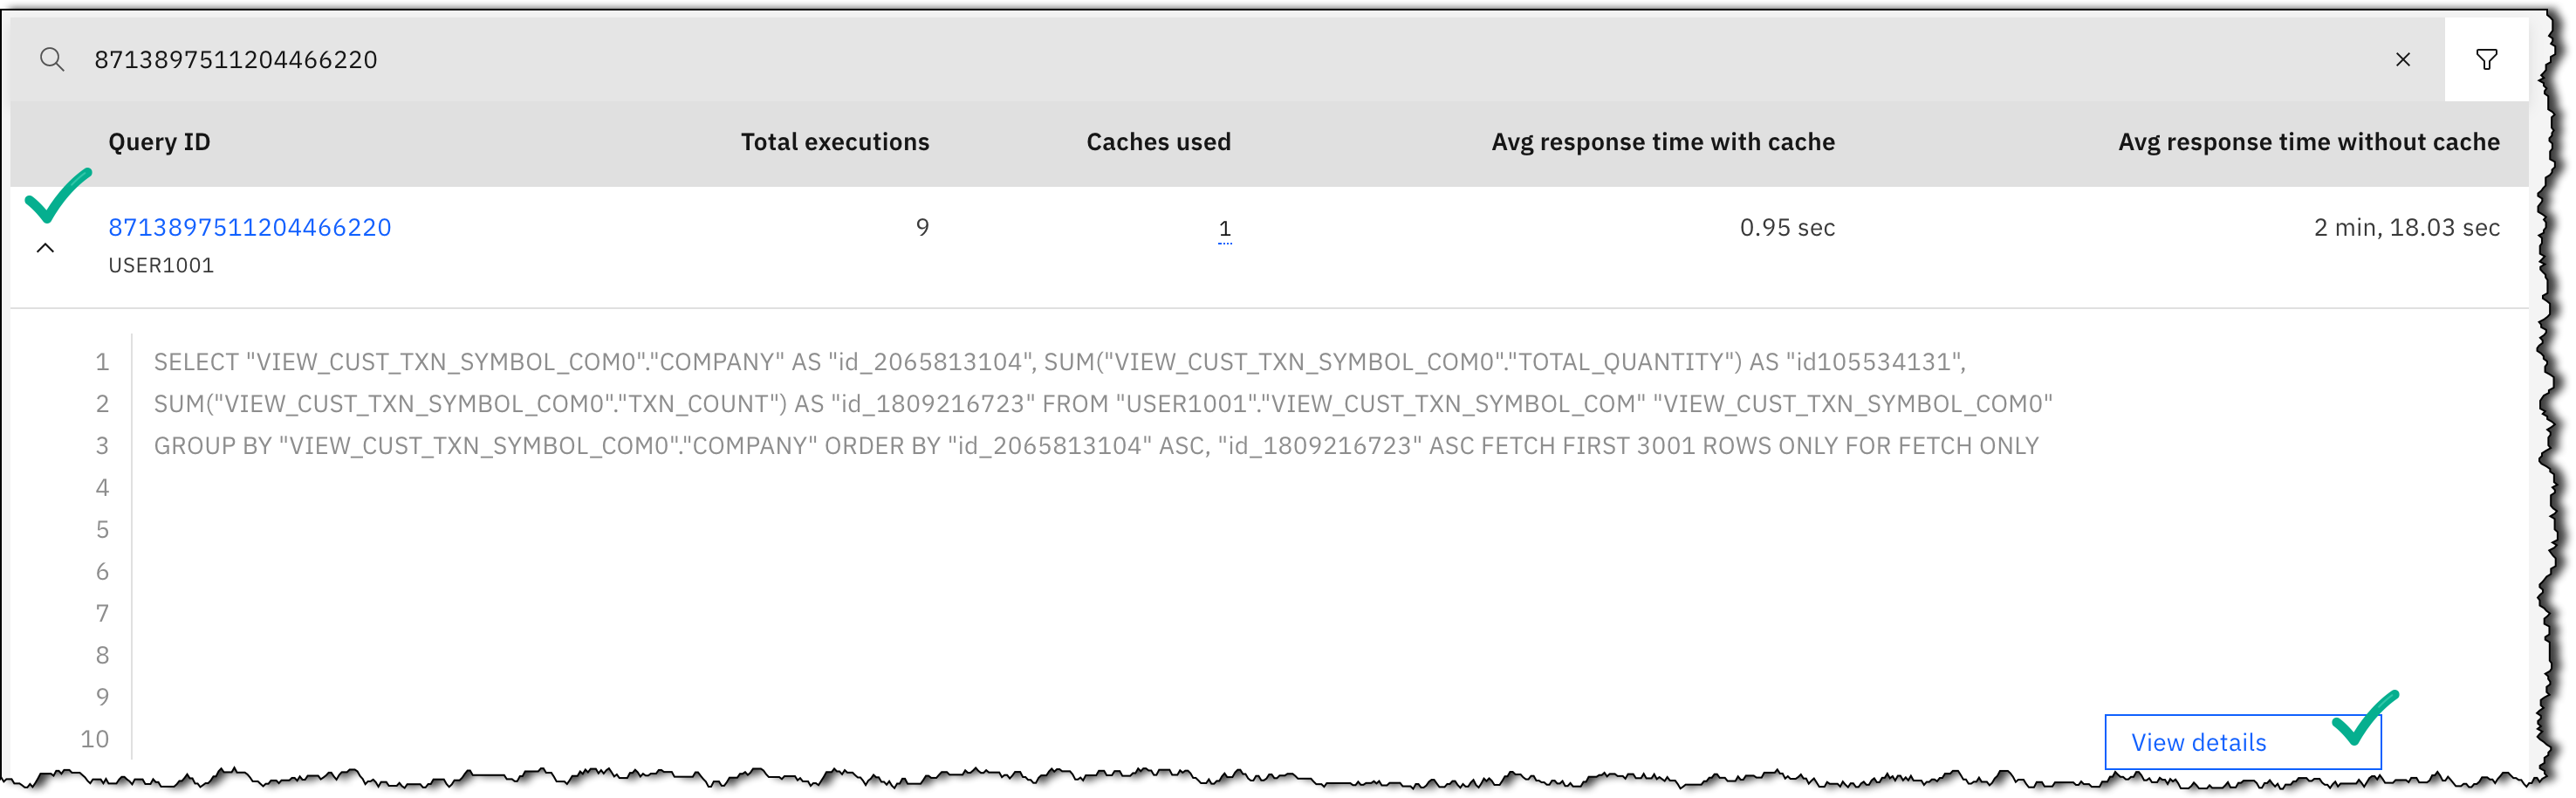 8713897511204466220
Query ID Total executions Caches used Avg response time with cache Avg response time without cache
8713897511204466220 9 1 0.95 sec 2 min, 18.03 sec
USER1001
1 SELECT "VIEW_CUST_TXN_SYMBOL_COM0"."COMPANY" AS "id_2065813104", SUM("VIEW_CUST_TXN_SYMBOL_COM0"."TOTAL_QUANTITY") AS "id105534131",
2 SUM("VIEW_CUST_TXN_SYMBOL_COM0"."TXN_COUNT") AS "id_1809216723" FROM "USER1001"."VIEW_CUST_TXN_SYMBOL_COM" "VIEW_CUST_TXN_SYMBOL_COM0"
3 GROUP BY "VIEW_CUST_TXN_SYMBOL_COM0"."COMPANY" ORDER BY "id_2065813104" ASC, "id_1809216723" ASC FETCH FIRST 3001 ROWS ONLY FOR FETCH ONLY
4
5
6
7
8
9
10
View details